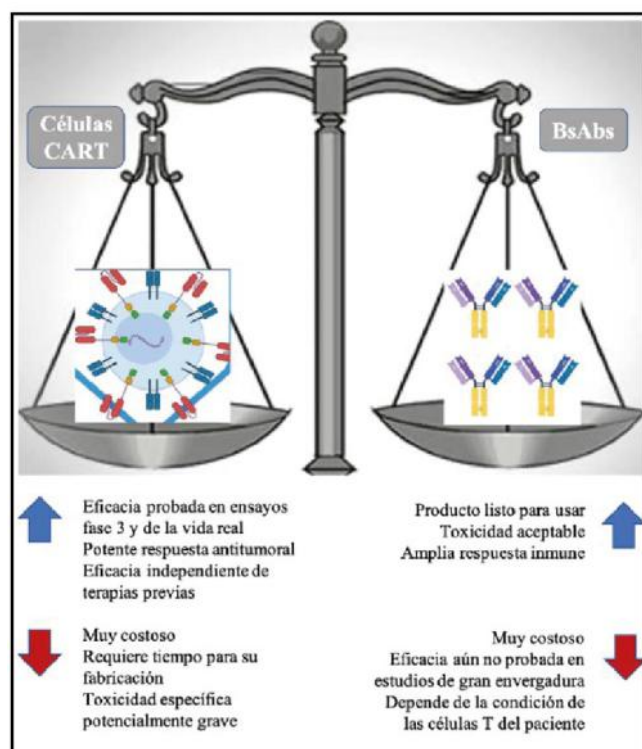 Células
CART
BsAbs
Eficacia probada en ensayos
fase 3 y de la vida real
Potente respuesta antitumoral
Eficacia independiente de
terapias previas
Producto listo para usar
Toxicidad aceptable
Amplia respuesta inmune
Muy costoso
Requiere tiempo para su
fabricación
Toxicidad específica
potencialmente grave
Muy costoso
Eficacia aún no probada en
estudios de gran envergadura
Depende de la condición de
las células T del paciente